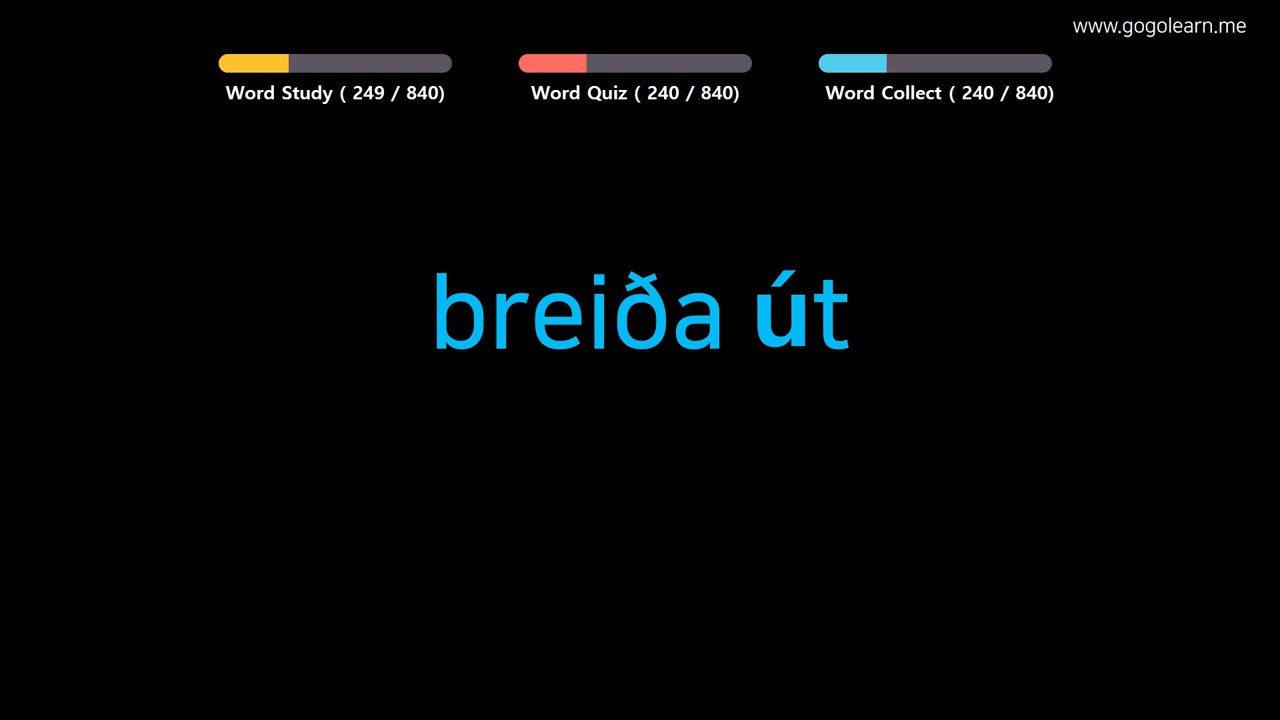 www.gogolearn.me
Word Study ( 249 / 840)
Word Quiz ( 240 / 840)
Word Collect ( 240 / 840)
breiða út